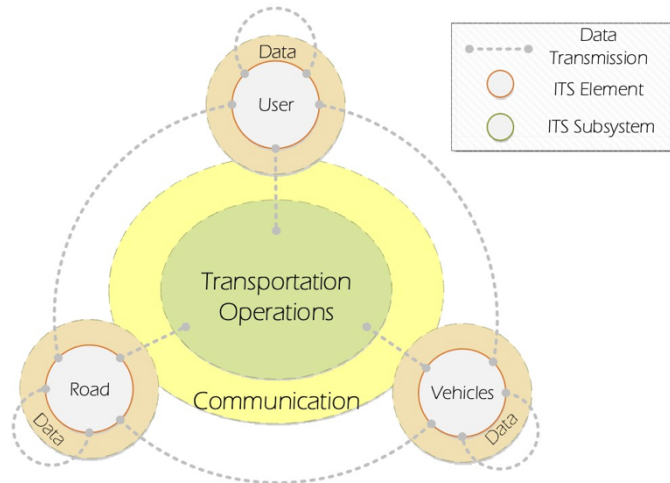 Data
User
Transportation
Operations
Communication
Road
Data
Vehicles
Data
Data
Transmission
ITS Element
ITS Subsystem